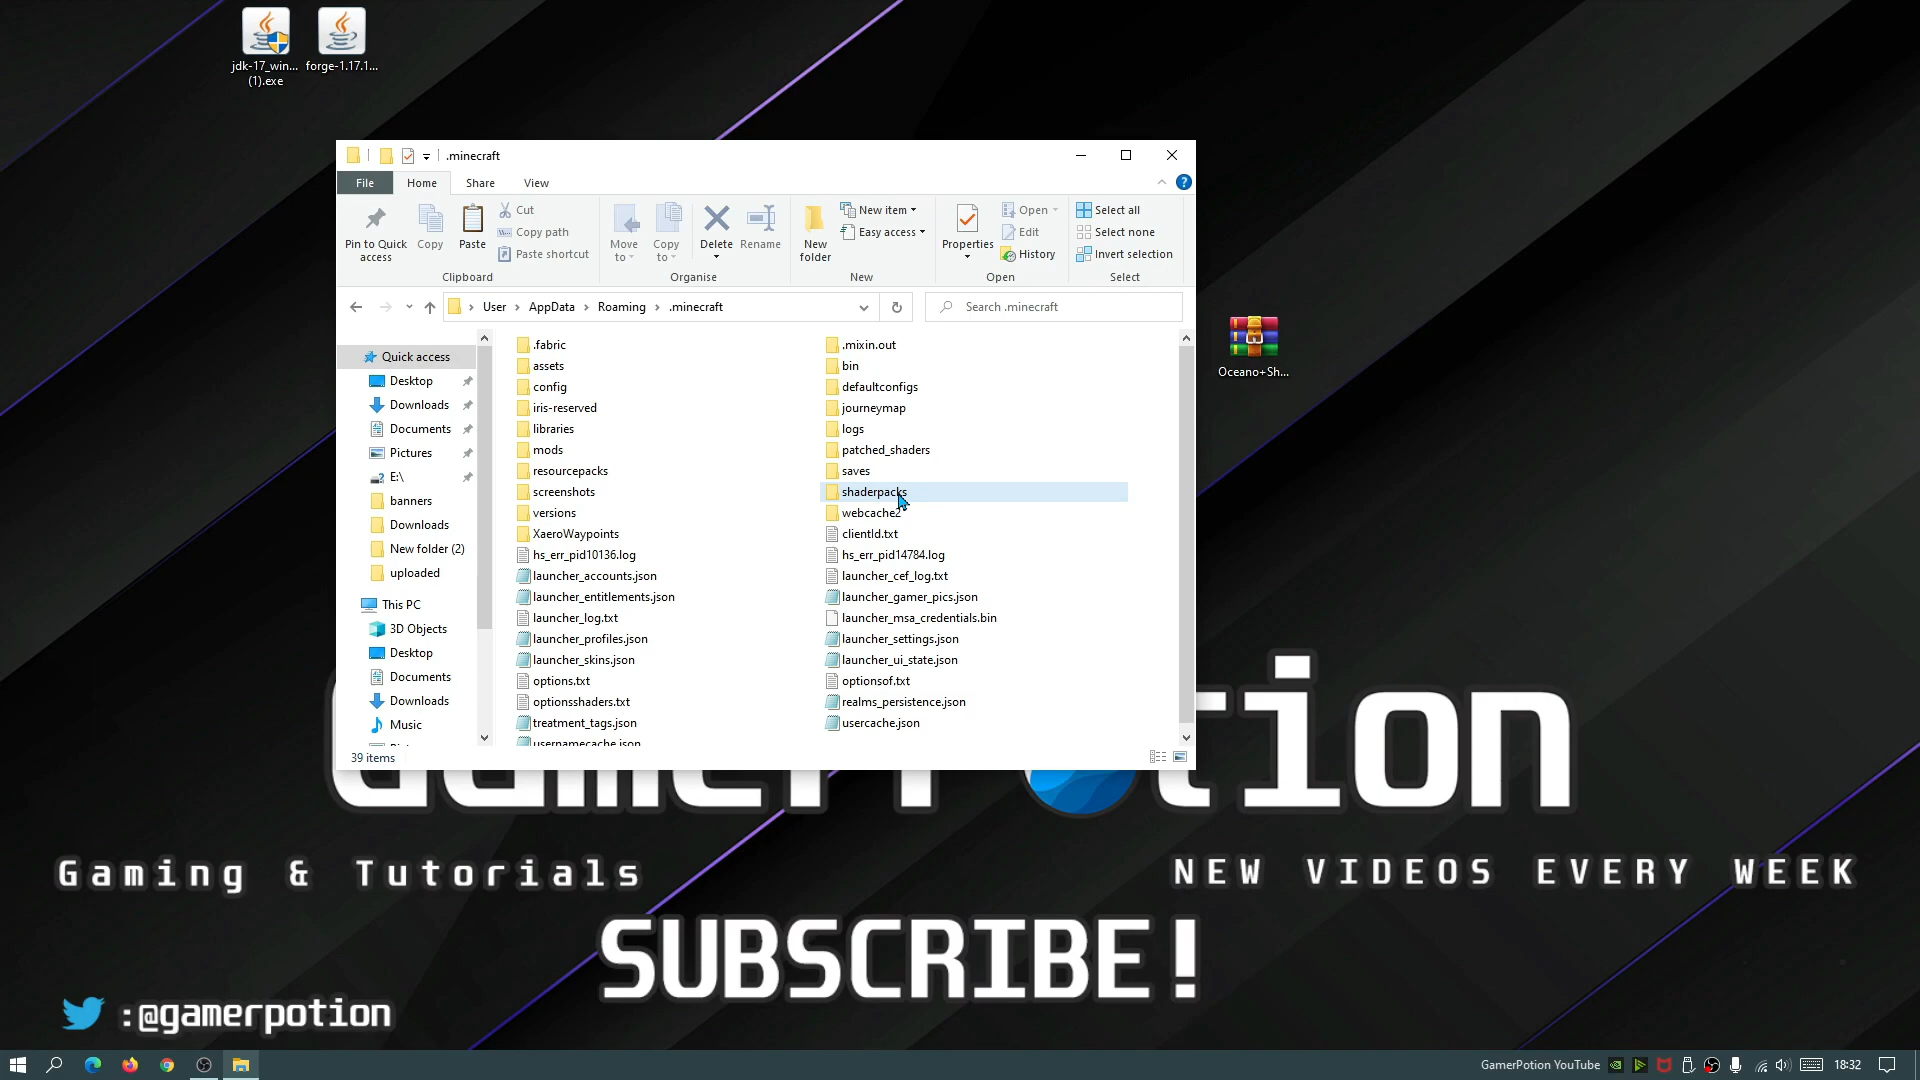 jdk-17_win...
(1).exe
forge-1.17.1...
.minecraft
File
Home
Share
View
Pin to Quick
access
Copy
Paste
Cut
Copy path
Paste shortcut
Clipboard
Move
to
Copy
to
Delete
Rename
Organise
New
folder
New item
Easy access
New
Properties
Open
Edit
History
Open
Select all
Select none
Invert selection
Select
User > AppData > Roaming > .minecraft
Search .minecraft
Quick access
Desktop
Downloads
Documents
Pictures
E:\
banners
Downloads
New folder (2)
uploaded
This PC
3D Objects
Desktop
Documents
Downloads
Music
.fabric
.mixin.out
assets
bin
config
defaultconfigs
iris-reserved
journeymap
libraries
logs
mods
patched_shaders
resourcepacks
saves
screenshots
shaderpacks
versions
webcache2
XaeroWaypoints
clientId.txt
hs_err_pid10136.log
hs_err_pid14784.log
launcher_accounts.json
launcher_cef_log.txt
launcher_entitlements.json
launcher_gamer_pics.json
launcher_log.txt
launcher_msa_credentials.bin
launcher_profiles.json
launcher_settings.json
launcher_skins.json
launcher_ui_state.json
options.txt
optionsof.txt
optionsshaders.txt
realms_persistence.json
treatment_tags.json
usercache.json
usernamecache.json
39 items
Oceano+Sh...
GamerPotion
Gaming & Tutorials
NEW VIDEOS EVERY WEEK
SUBSCRIBE!
:@gamerpotion
GamerPotion YouTube
18:32